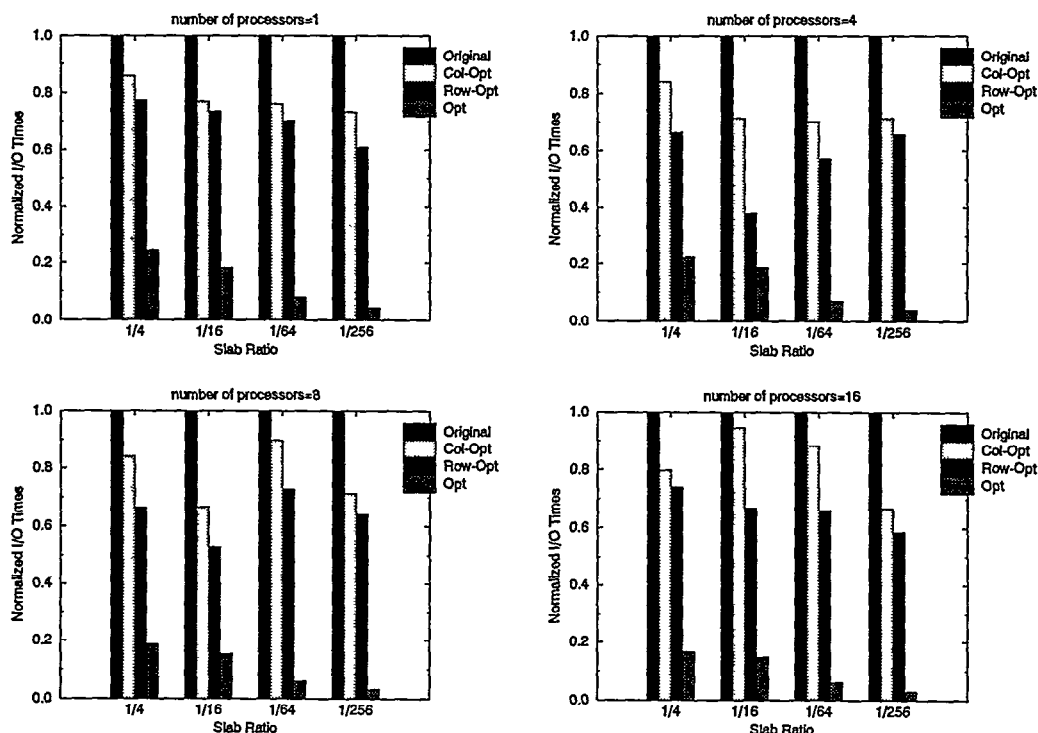 number of processors=1
1.0
0.8
0.6
0.4
0.2
0.0
Normalized I/O Times
Original
Col-Opt
Row-Opt
Opt
1/4
1/16
1/64
1/256
Slab Ratio
number of processors=4
1.0
0.8
0.6
0.4
0.2
0.0
Normalized I/O Times
Original
Col-Opt
Row-Opt
Opt
1/4
1/16
1/64
1/256
Slab Ratio
number of processors=8
1.0
0.8
0.6
0.4
0.2
0.0
Normalized I/O Times
Original
Col-Opt
Row-Opt
Opt
1/4
1/16
1/64
1/256
Slab Ratio
number of processors=16
1.0
0.8
0.6
0.4
0.2
0.0
Normalized I/O Times
Original
Col-Opt
Row-Opt
Opt
1/4
1/16
1/64
1/256
Slab Ratio